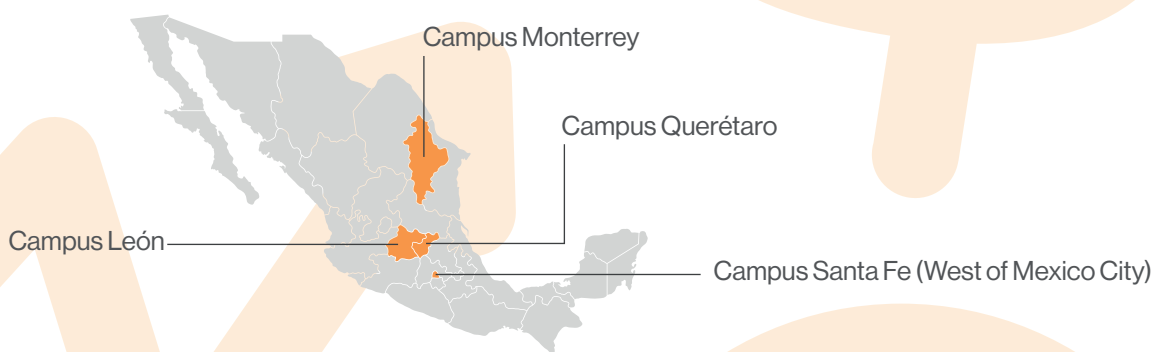 Campus Monterrey
Campus Querétaro
Campus León
Campus Santa Fe (West of Mexico City)